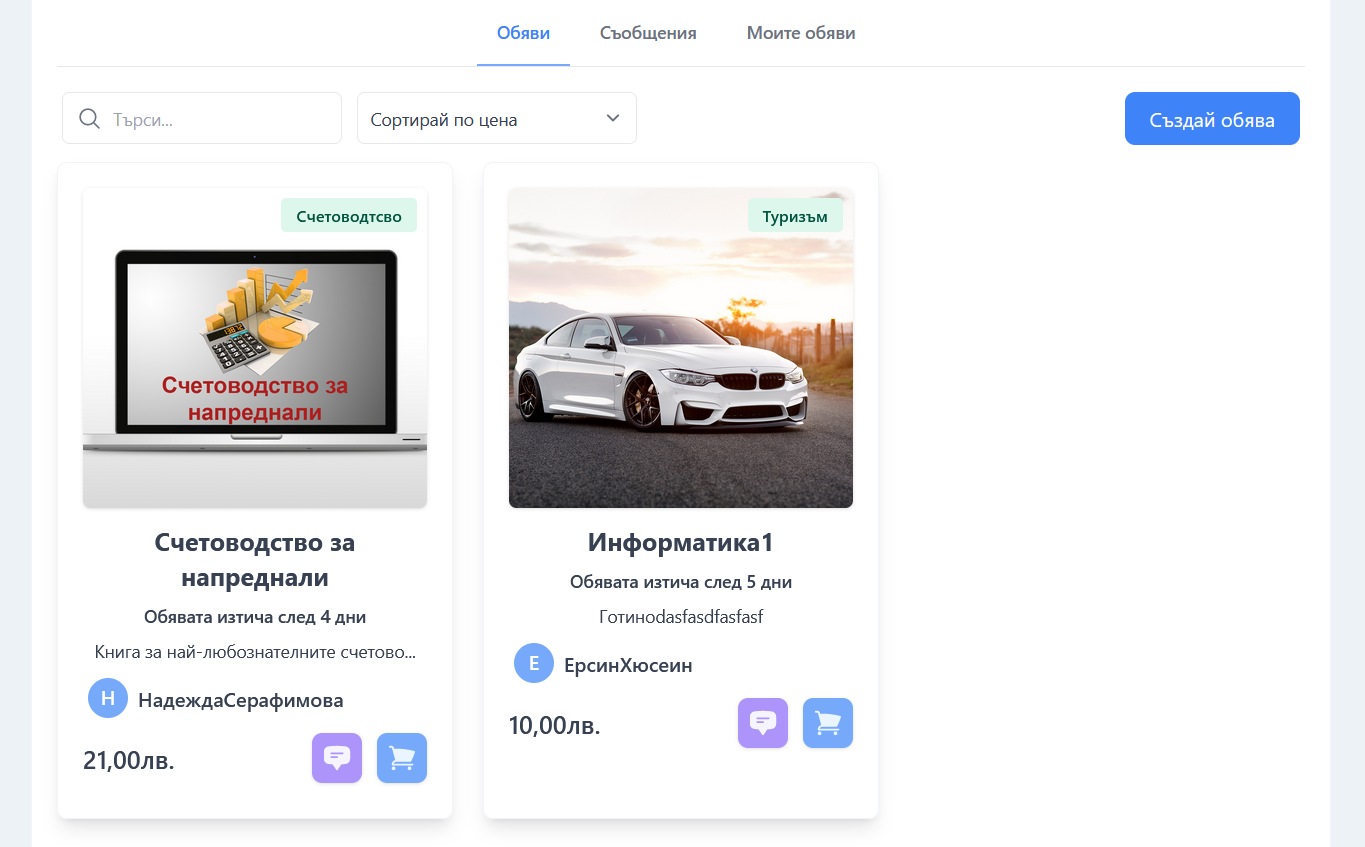 Обяви
Съобщения
Моите обяви
Търси...
Сортирай по цена
Създай обява
Счетоводтсво
Счетоводство за
напреднали
Счетоводство за
напреднали
Обявата изтича след 4 дни
Книга за най-любознателните счетово...
Н
НадеждаСерафимова
21,00лв.
Туризъм
Информатика1
Обявата изтича след 5 дни
Готиноdasfasdfasfasf
Е
ЕрсинХюсеин
10,00лв.